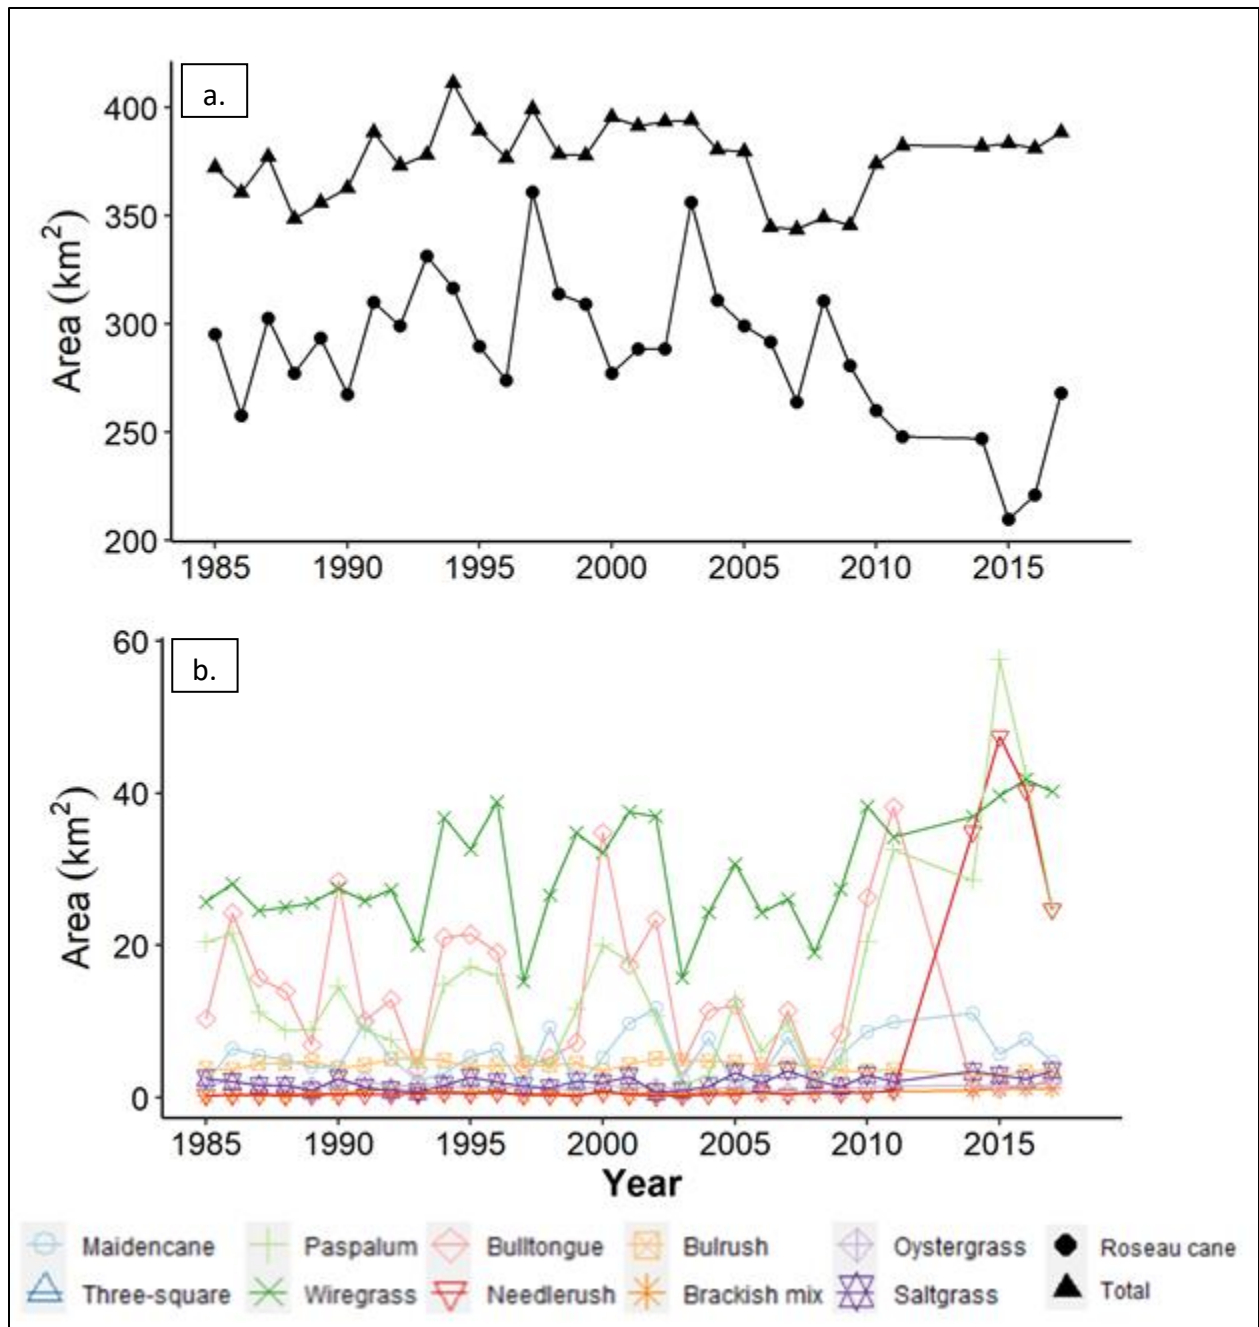 a.
Area (km2)
400
350
300
250
200
1985 1990 1995 2000 2005 2010 2015
b.
Area (km2)
60
40
20
0
1985 1990 1995 2000 2005 2010 2015
Year
Maidencane Paspalum Bulltongue Bulrush Oystergrass Roseau cane
Three-square Wiregrass Needlerush Brackish mix Saltgrass Total